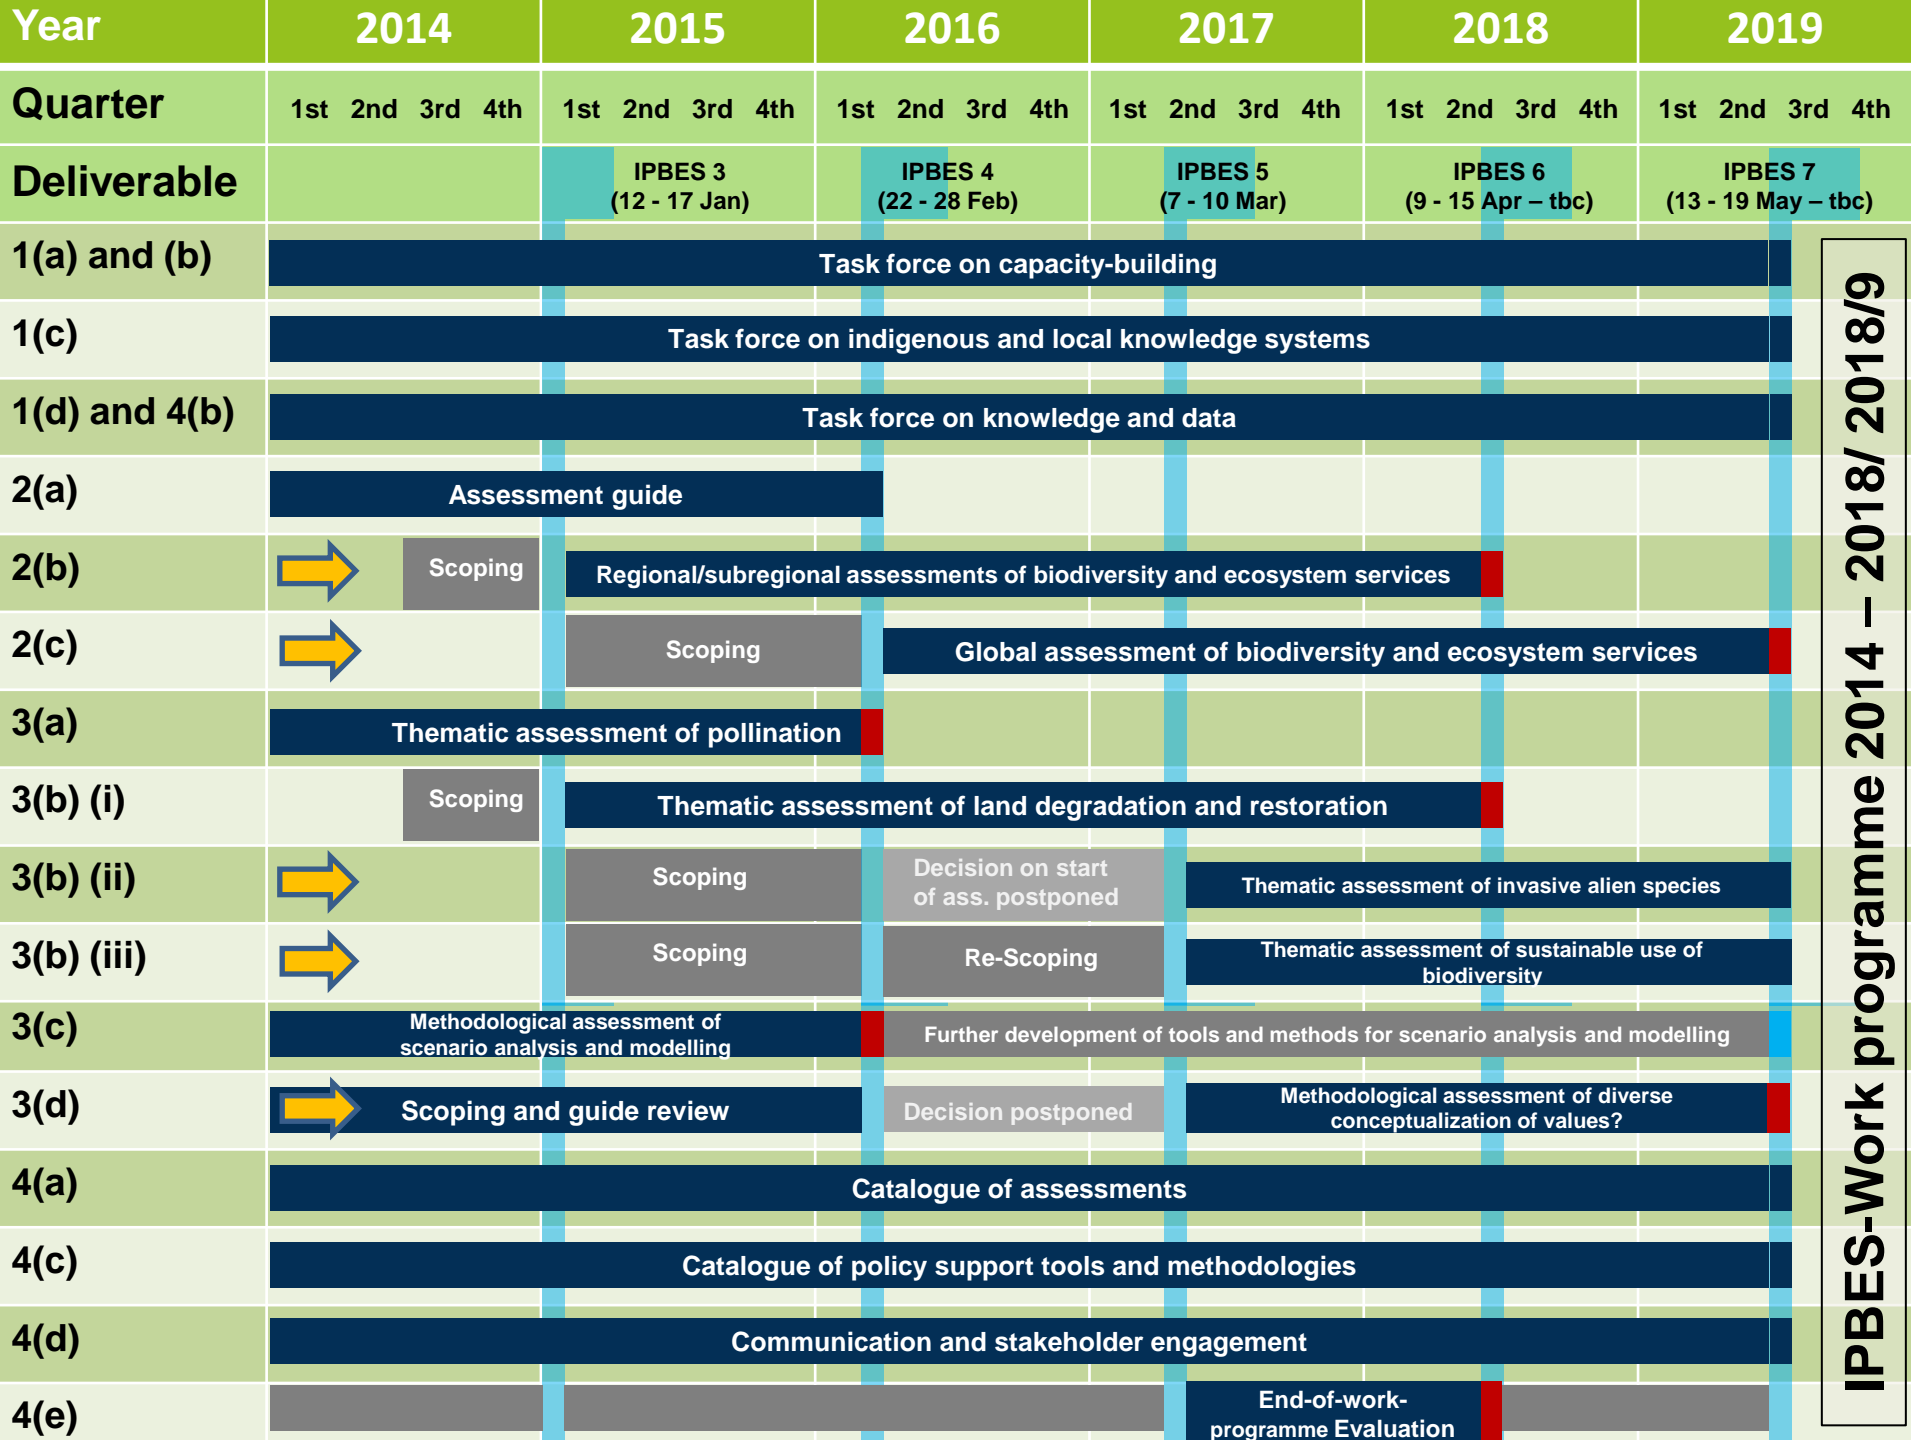 Year 2014 2015 2016 2017 2018 2019
Quarter 1st 2nd 3rd 4th 1st 2nd 3rd 4th 1st 2nd 3rd 4th 1st 2nd 3rd 4th 1st 2nd 3rd 4th 1st 2nd 3rd 4th
Deliverable
IPBES 3
(12 - 17 Jan)
IPBES 4
(22 - 28 Feb)
IPBES 5
(7 - 10 Mar)
IPBES 6
(9 - 15 Apr – tbc)
IPBES 7
(13 - 19 May – tbc)
1(a) and (b)
Task force on capacity-building
1(c)
Task force on indigenous and local knowledge systems
1(d) and 4(b)
Task force on knowledge and data
2(a)
Assessment guide
2(b)
Scoping
Regional/subregional assessments of biodiversity and ecosystem services
2(c)
Scoping
Global assessment of biodiversity and ecosystem services
3(a)
Thematic assessment of pollination
3(b) (i)
Scoping
Thematic assessment of land degradation and restoration
3(b) (ii)
Scoping
Decision on start
of ass. postponed
Thematic assessment of invasive alien species
3(b) (iii)
Scoping
Re-Scoping
Thematic assessment of sustainable use of
biodiversity
3(c)
Methodological assessment of
scenario analysis and modelling
Further development of tools and methods for scenario analysis and modelling
3(d)
Scoping and guide review
Decision postponed
Methodological assessment of diverse
conceptualization of values?
4(a)
Catalogue of assessments
4(c)
Catalogue of policy support tools and methodologies
4(d)
Communication and stakeholder engagement
4(e)
End-of-work-
programme Evaluation
IPBES-Work programme 2014 – 2018/ 2018/9